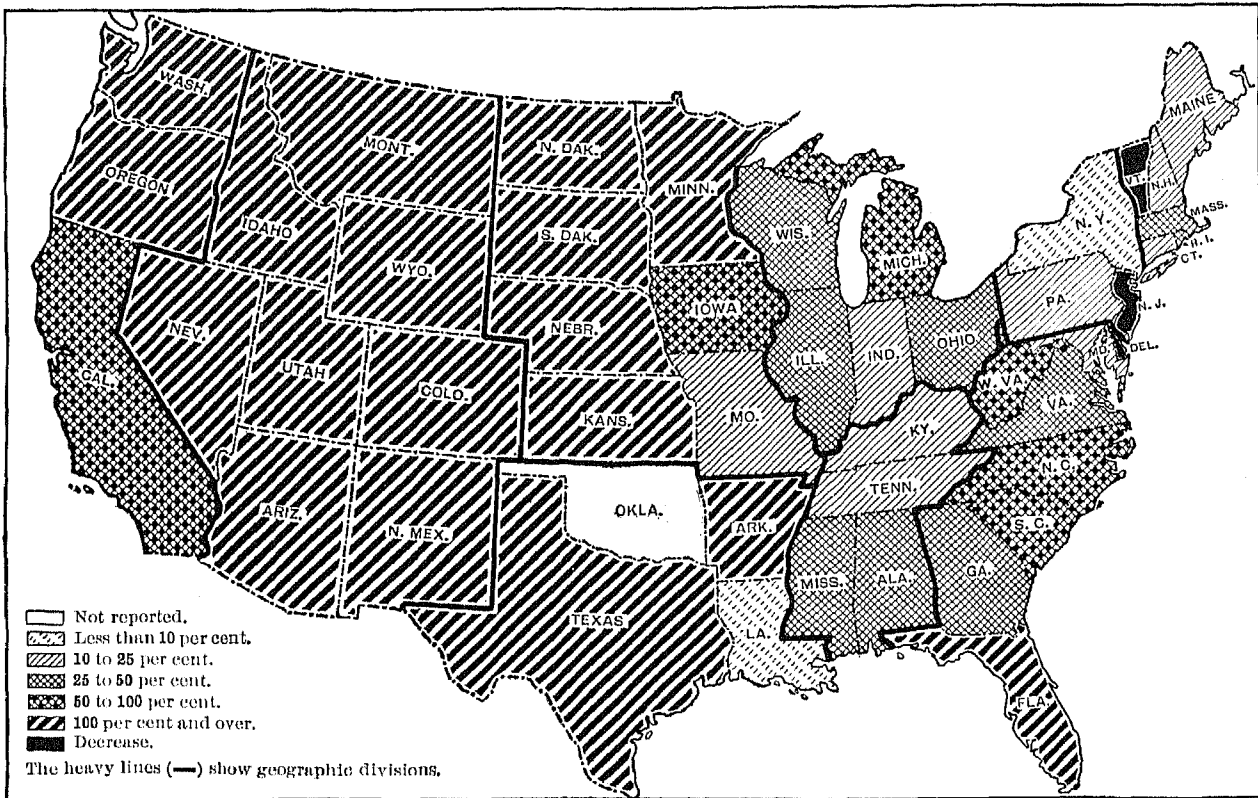 WASH.
OREGON
CAL.
NEV.
IDAHO
MONT.
WYO.
UTAH
COLO.
ARIZ.
N. MEX.
N. DAK.
S. DAK.
NEBR.
KANS.
OKLA.
TEXAS
MINN.
IOWA
MO.
ARK.
LA.
WIS.
ILL.
MICH.
IND.
OHIO.
KY.
TENN.
MISS.
ALA.
GA.
FLA.
S. C.
N. C.
VA.
W. VA.
MD.
DEL.
PA.
N. J.
N. Y.
CT.
R. I.
MASS.
VT.
N.H.
MAINE
Not reported.
Less than 10 per cent.
10 to 25 per cent.
25 to 50 per cent.
50 to 100 per cent.
100 per cent and over.
Decrease.
The heavy lines (—) show geographic divisions.